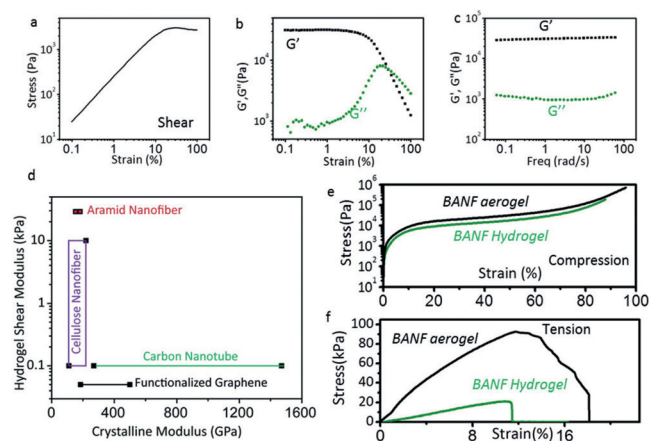 a
Stress(Pa)
10³
10²
10¹
0.1 1 10 100
Strain (%)
Shear
b
G',G''(Pa)
10⁴
10³
G'
G''
0.1 1 10 100
Strain (%)
c
G', G''(Pa)
10⁵
10⁴
10³
10²
G'
G''
0.1 1 10 100
Freq (rad/s)
d
Hydrogel Shear Modulus (kPa)
10
1
0.1
Aramid Nanofiber
Cellulose Nanofiber
Carbon Nanotube
Functionalized Graphene
0 400 800 1200 1600
Crystalline Modulus (GPa)
e
Stress(Pa)
10⁶
10⁵
10⁴
10³
10²
10¹
BANF aerogel
BANF Hydrogel
Strain (%)
Compression
0 20 40 60 80 100
f
Stress(kPa)
100
80
60
40
20
0
BANF aerogel
Tension
BANF Hydrogel
0 8 16
Strain(%)